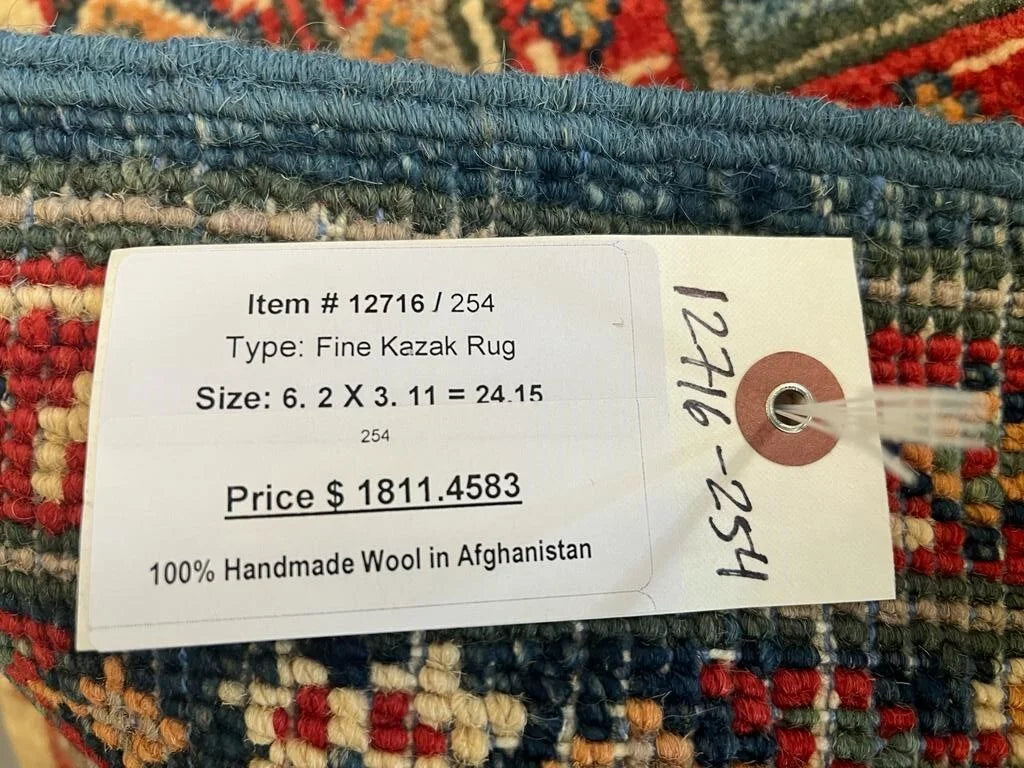 Item # 12716 / 254
Type: Fine Kazak Rug
Size: 6. 2 X 3. 11 = 24.15
254
Price $ 1811.4583
100% Handmade Wool in Afghanistan
12716-254